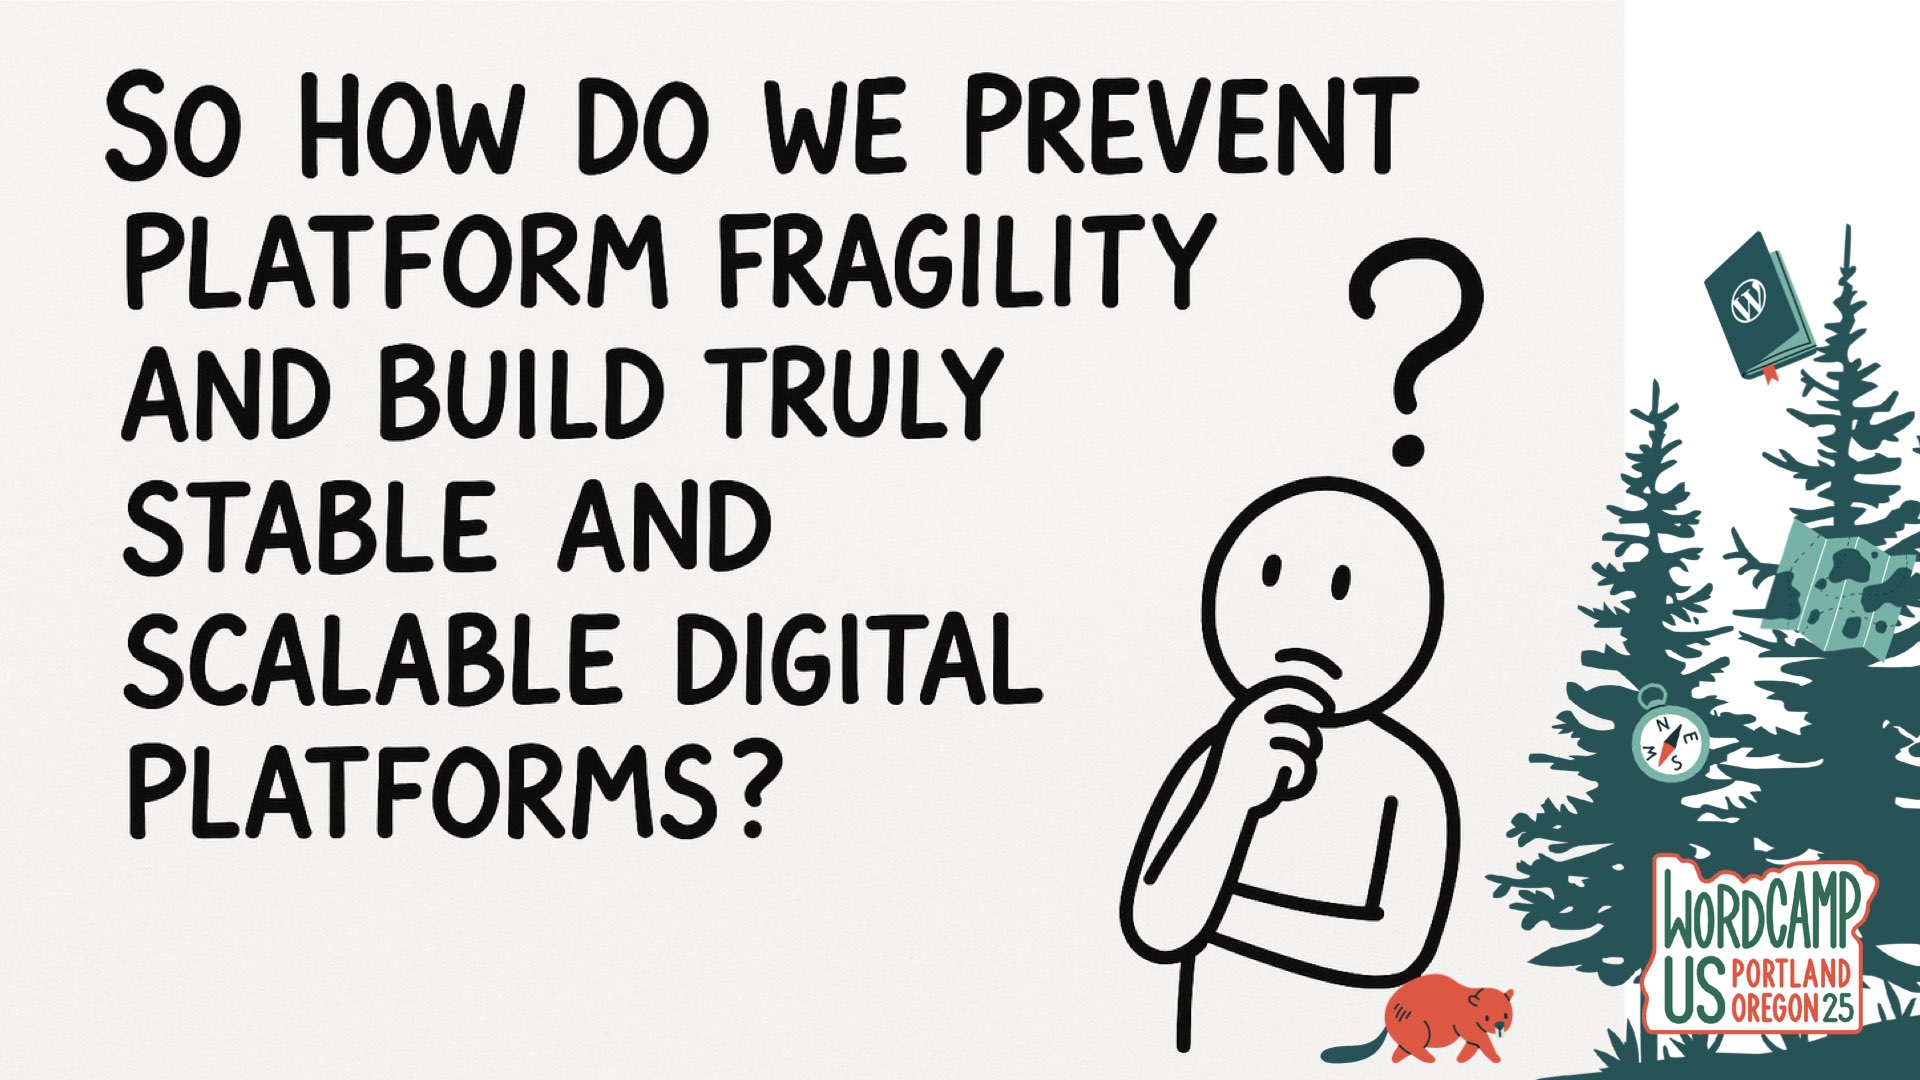 SO HOW DO WE PREVENT
PLATFORM FRAGILITY
AND BUILD TRULY
STABLE AND
SCALABLE DIGITAL
PLATFORMS?
?
W
N
E
S
W
WORDCAMP
US PORTLAND
OREGON 25